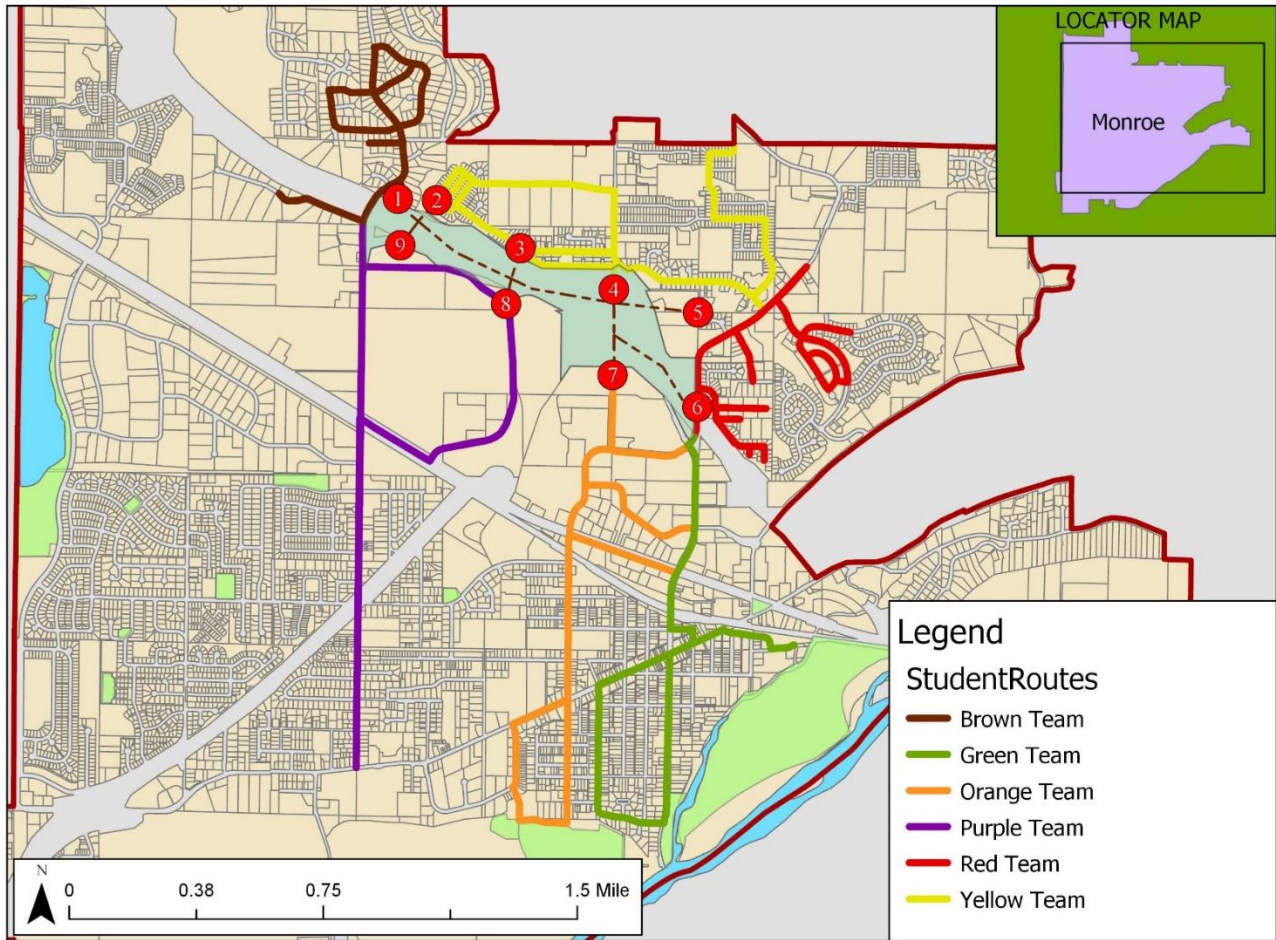 LOCATOR MAP
Monroe
1
2
9
3
8
4
5
7
6
Legend
StudentRoutes
Brown Team
Green Team
Orange Team
Purple Team
Red Team
Yellow Team
N
0 0.38 0.75 1.5 Mile